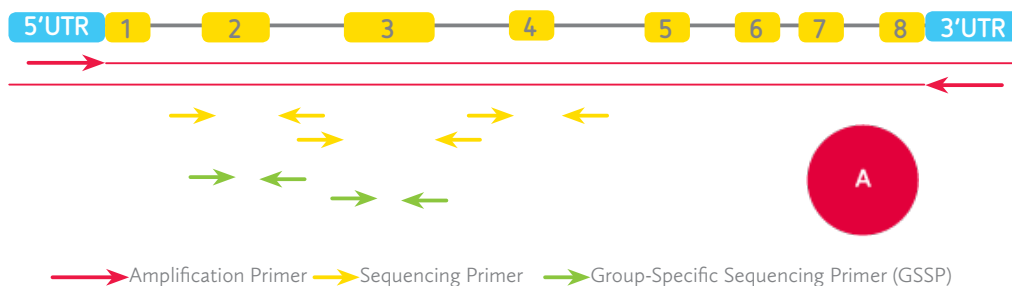 5'UTR 1 2 3 4 5 6 7 8 3'UTR
A
Amplification Primer Sequencing Primer Group-Specific Sequencing Primer (GSSP)